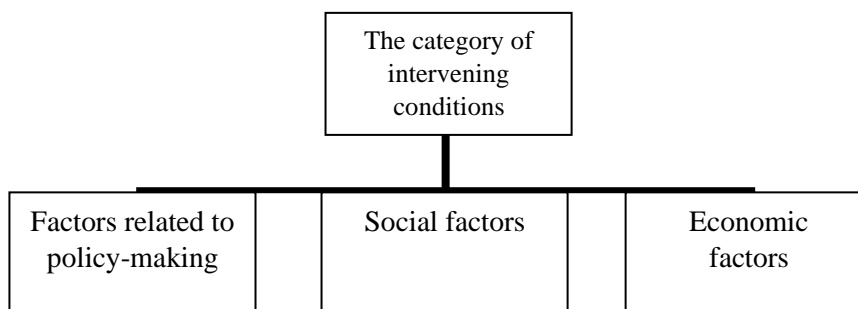 The category of
intervening
conditions
Factors related to
policy-making
Social factors
Economic
factors